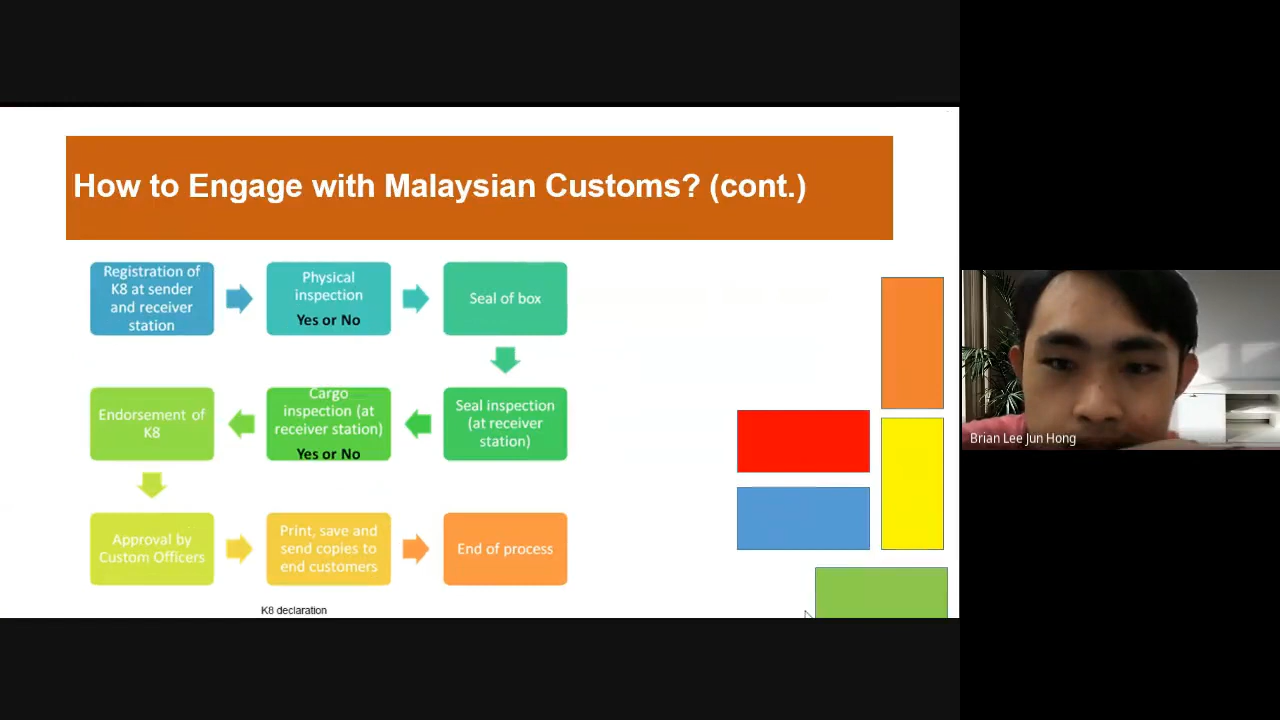 How to Engage with Malaysian Customs? (cont.)
Registration of
K8 at sender
and receiver
station
Physical
inspection
Yes or No
Seal of box
Seal inspection
(at receiver
station)
Cargo
inspection (at
receiver station)
Yes or No
Endorsement of
K8
Approval by
Custom Officers
Print, save and
send copies to
end customers
End of process
K8 declaration
Brian Lee Jun Hong